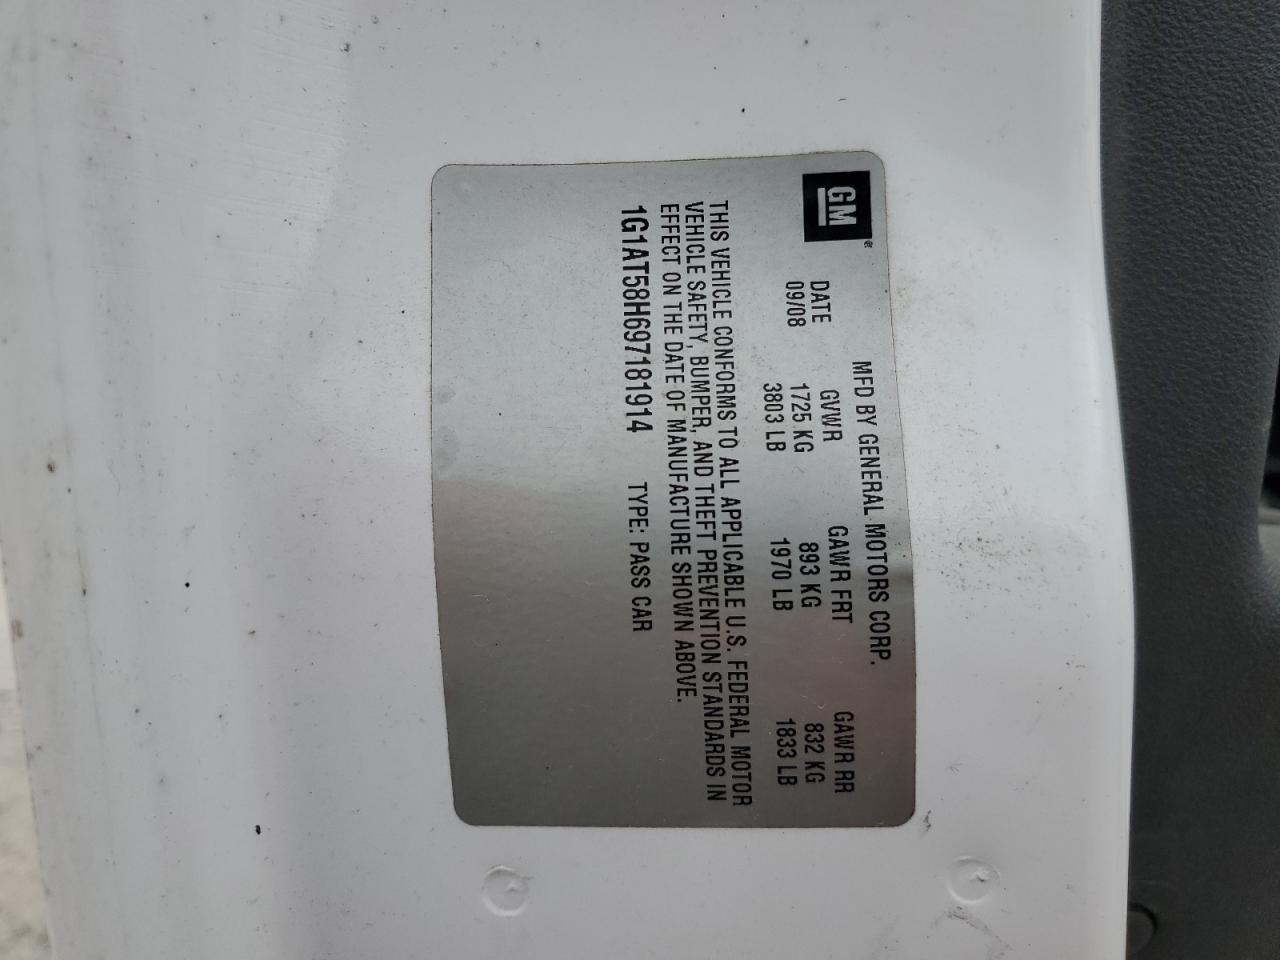 GM®
MFD BY GENERAL MOTORS CORP.
DATE GVWR GAWR FRT GAWR RR
09/08 1725 KG 893 KG 832 KG
3803 LB 1970 LB 1833 LB
THIS VEHICLE CONFORMS TO ALL APPLICABLE U.S. FEDERAL MOTOR
VEHICLE SAFETY, BUMPER, AND THEFT PREVENTION STANDARDS IN
EFFECT ON THE DATE OF MANUFACTURE SHOWN ABOVE.
1G1AT58H697181914 TYPE: PASS CAR